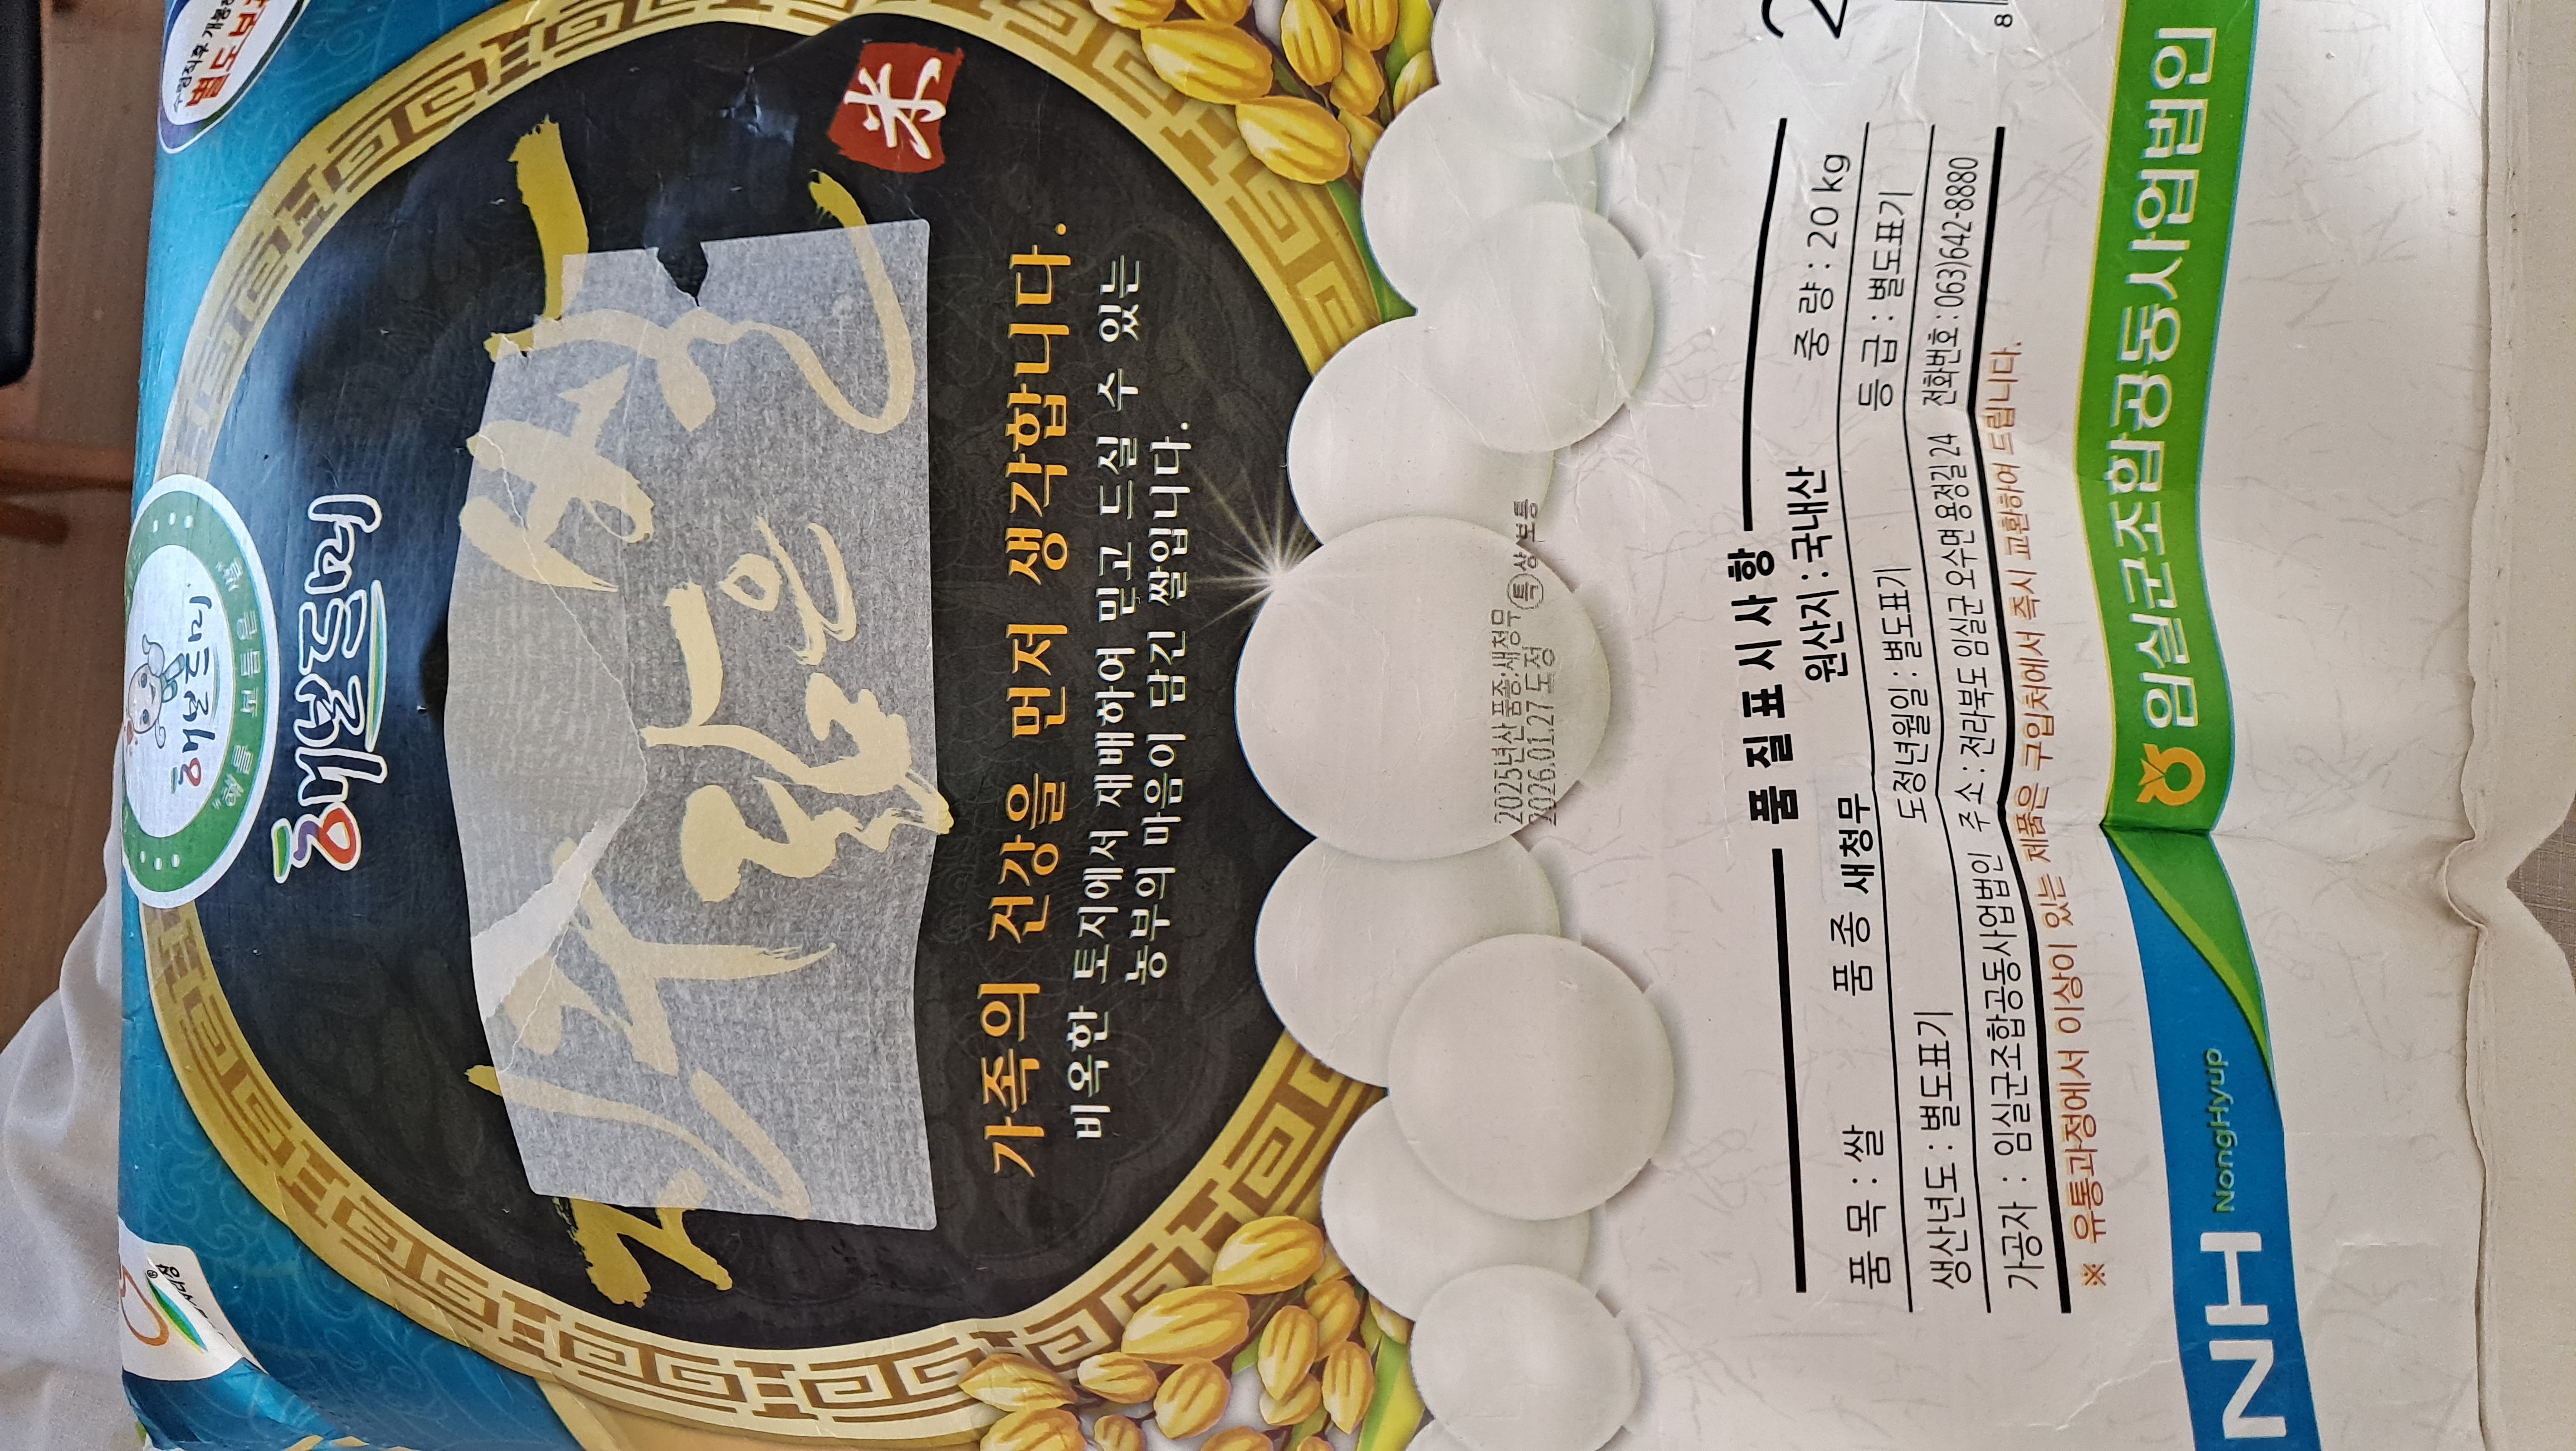 해보드미
해보드미
米
가족의 건강을 먼저 생각합니다.
비옥한 토지에서 재배하여 믿고 드실 수 있는
농부의 마음이 담긴 쌀입니다.
2025년산 품종:새청무 특 상 보통
2026.01.27 도정
품 질 표 시 사 항
품 목 : 쌀 품 종 새청무 원산지 : 국내산 중 량 : 20 kg
생산년도 : 별도표기 도정년월일 : 별도표기 등 급 : 별도표기
가공자 : 임실군조합공동사업법인 주 소 : 전라북도 임실군 오수면 용정길 24 전화번호 : 063)642-8880
※ 유통과정에서 이상이 있는 제품은 구입처에서 즉시 교환하여 드립니다.
NH NongHyup 임실군조합공동사업법인